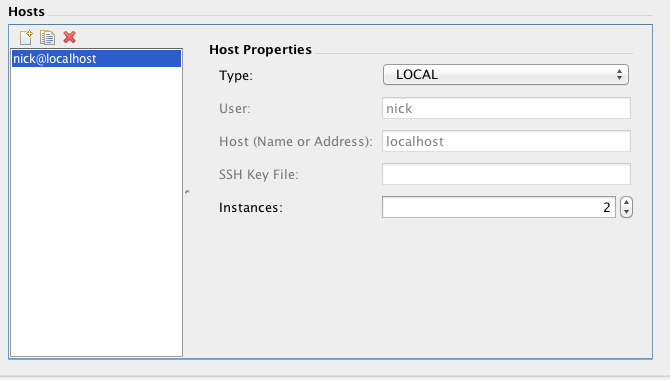 Hosts
nick@localhost
Host Properties
Type: LOCAL
User: nick
Host (Name or Address): localhost
SSH Key File:
Instances: 2